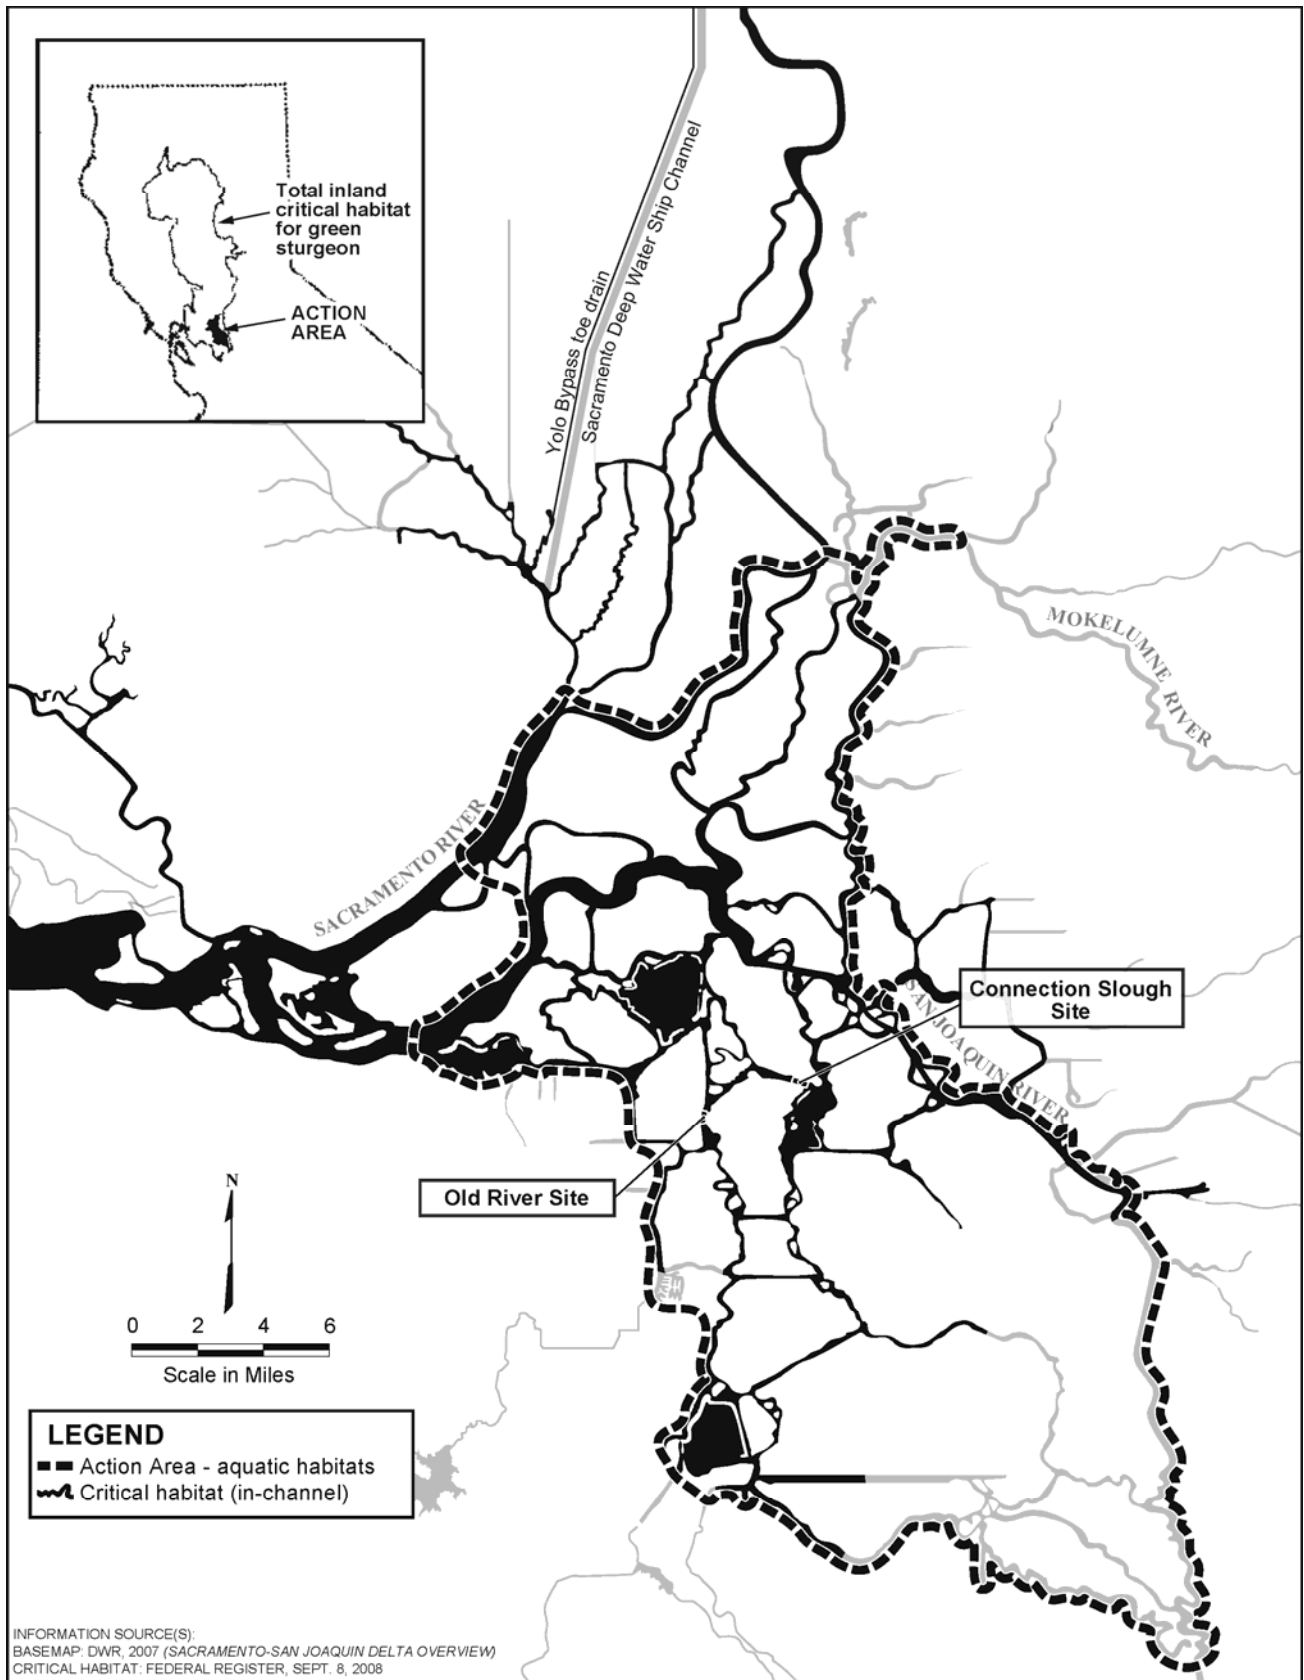 Total inland
critical habitat
for green
sturgeon
ACTION
AREA
Yolo Bypass toe drain
Sacramento Deep Water Ship Channel
MOKELUMNE RIVER
SACRAMENTO RIVER
SAN JOAQUIN RIVER
Connection Slough
Site
Old River Site
N
0 2 4 6
Scale in Miles
LEGEND
Action Area - aquatic habitats
Critical habitat (in-channel)
INFORMATION SOURCE(S):
BASEMAP: DWR, 2007 (SACRAMENTO-SAN JOAQUIN DELTA OVERVIEW)
CRITICAL HABITAT: FEDERAL REGISTER, SEPT. 8, 2008